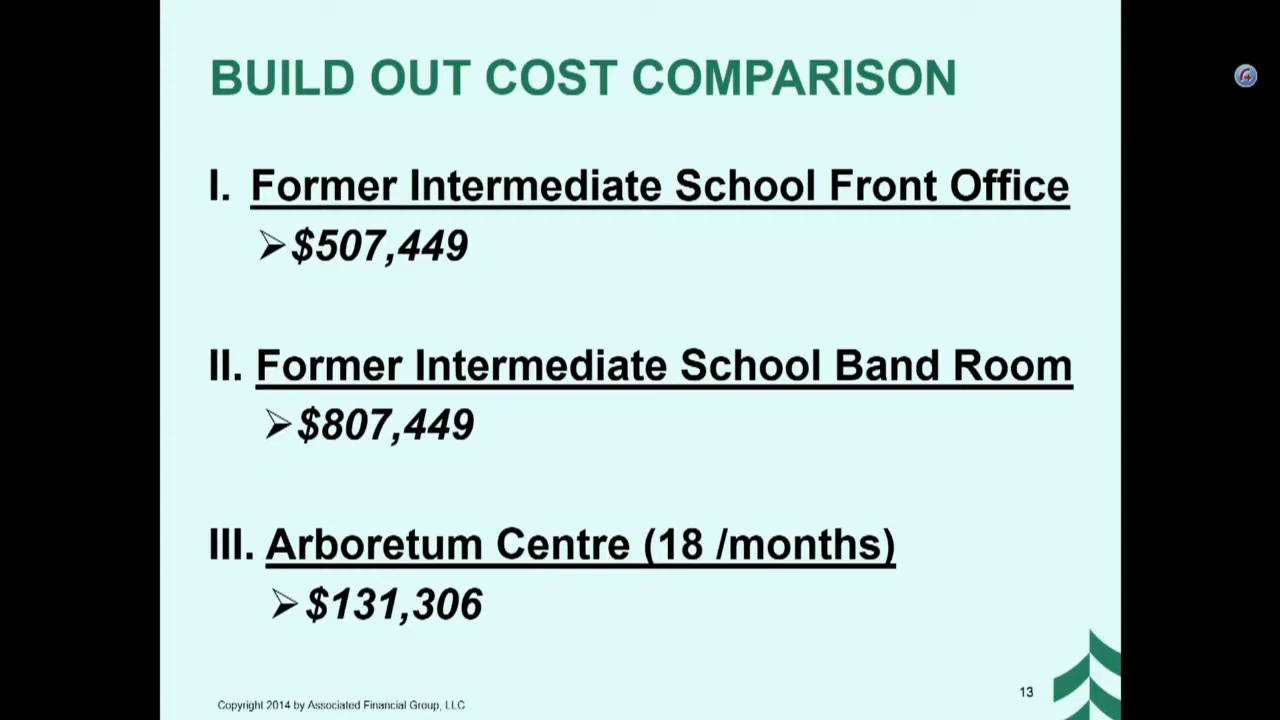 BUILD OUT COST COMPARISON
I. Former Intermediate School Front Office
➢$507,449
II. Former Intermediate School Band Room
➢$807,449
III. Arboretum Centre (18 /months)
➢$131,306
13
Copyright 2014 by Associated Financial Group, LLC